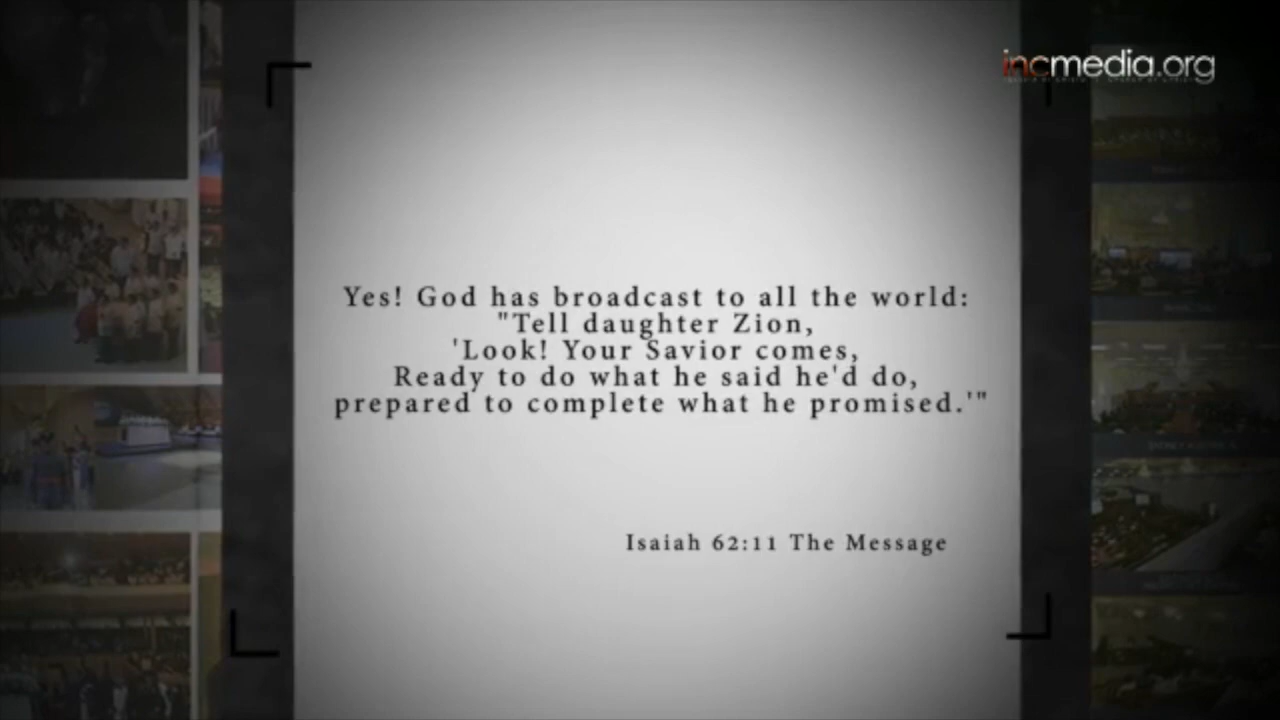 incmedia.org
Yes! God has broadcast to all the world:
"Tell daughter Zion,
'Look! Your Savior comes,
Ready to do what he said he'd do,
prepared to complete what he promised.'"
Isaiah 62:11 The Message